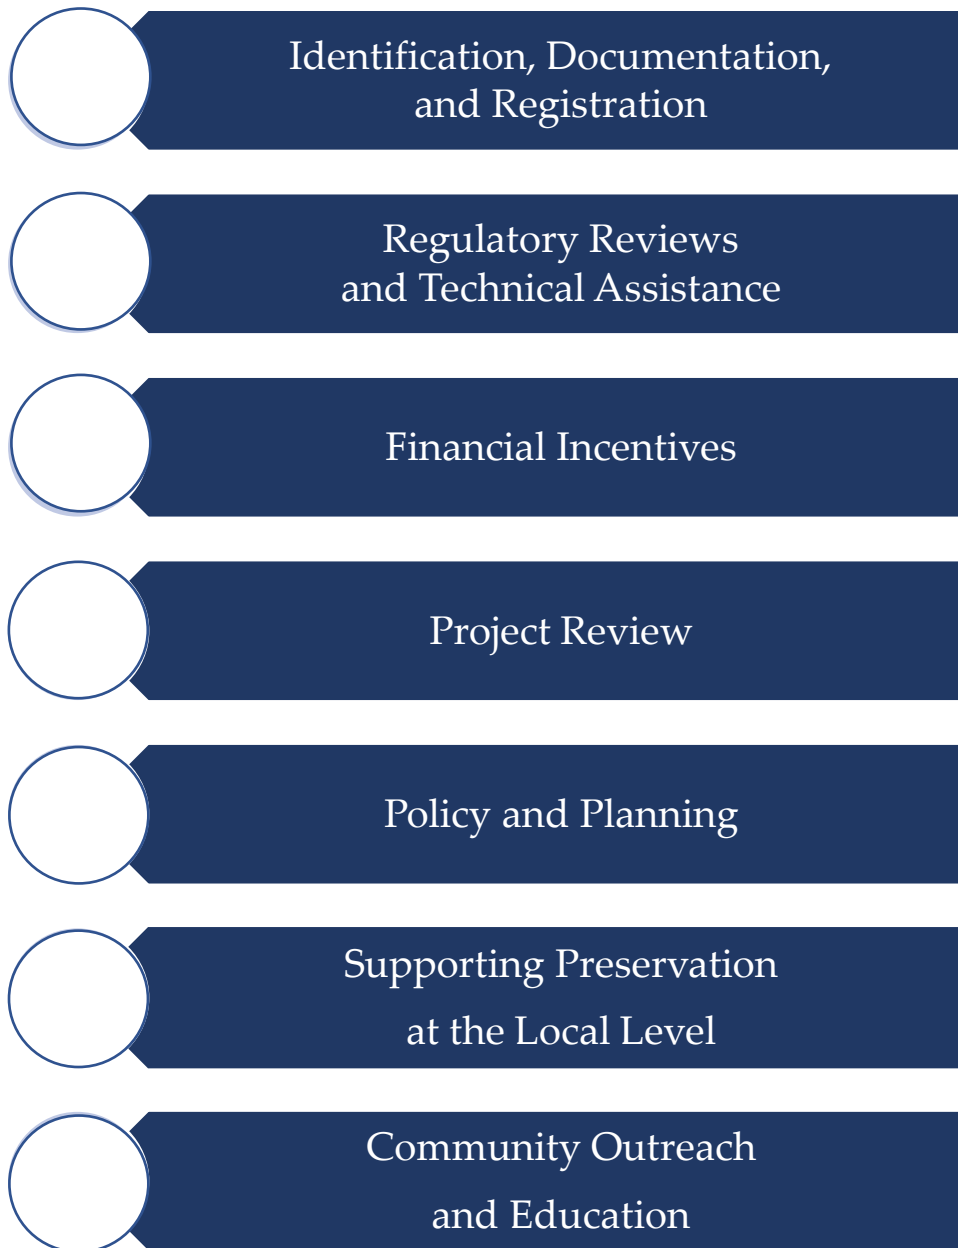 Identification, Documentation,
and Registration
Regulatory Reviews
and Technical Assistance
Financial Incentives
Project Review
Policy and Planning
Supporting Preservation
at the Local Level
Community Outreach
and Education